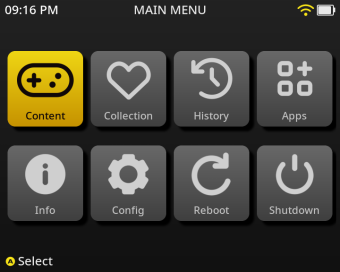 09:16 PM MAIN MENU
Content Collection History Apps
Info Config Reboot Shutdown
A Select